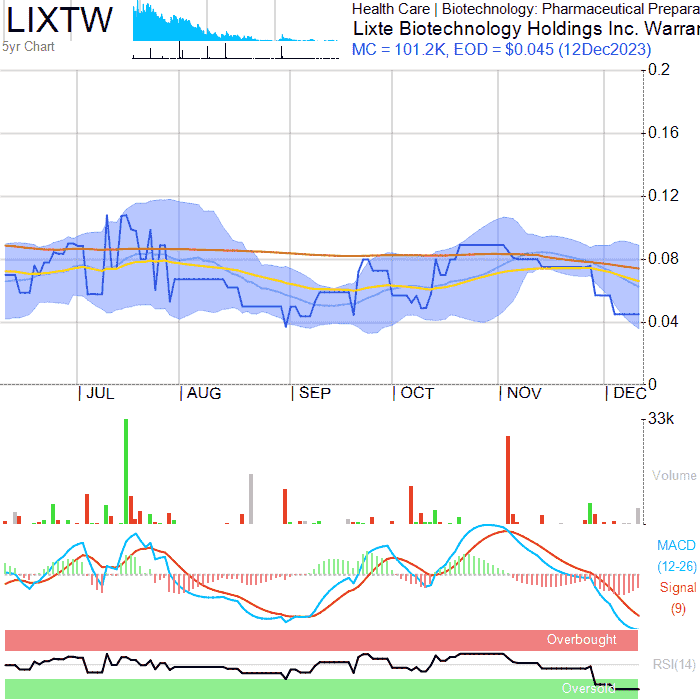 LIXTW
5yr Chart
Health Care | Biotechnology: Pharmaceutical Prepara
Lixte Biotechnology Holdings Inc. Warran
MC = 101.2K, EOD = $0.045 (12Dec2023)
0.2
0.16
0.12
0.08
0.04
0
JUL AUG SEP OCT NOV DEC
33k
Volume
MACD
(12-26)
Signal
(9)
Overbought
RSI(14)
Oversold